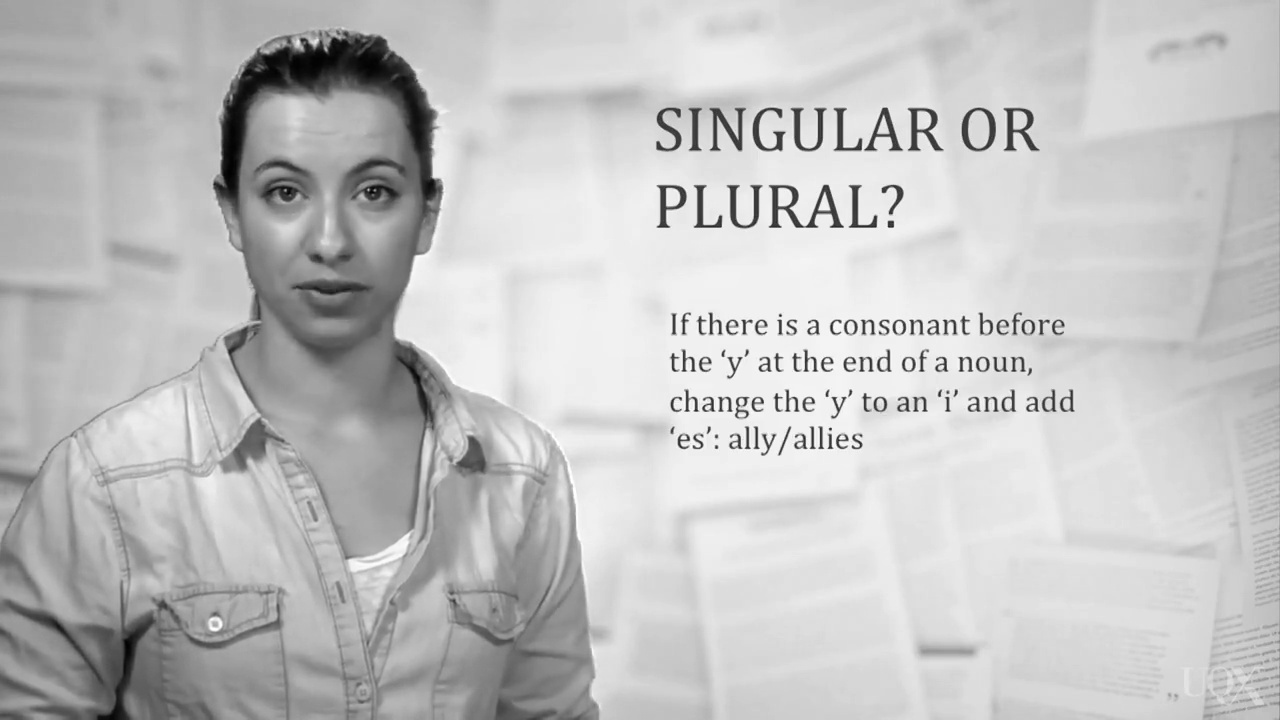 SINGULAR OR
PLURAL?
If there is a consonant before
the ‘y’ at the end of a noun,
change the ‘y’ to an ‘i’ and add
‘es’: ally/allies
UQX